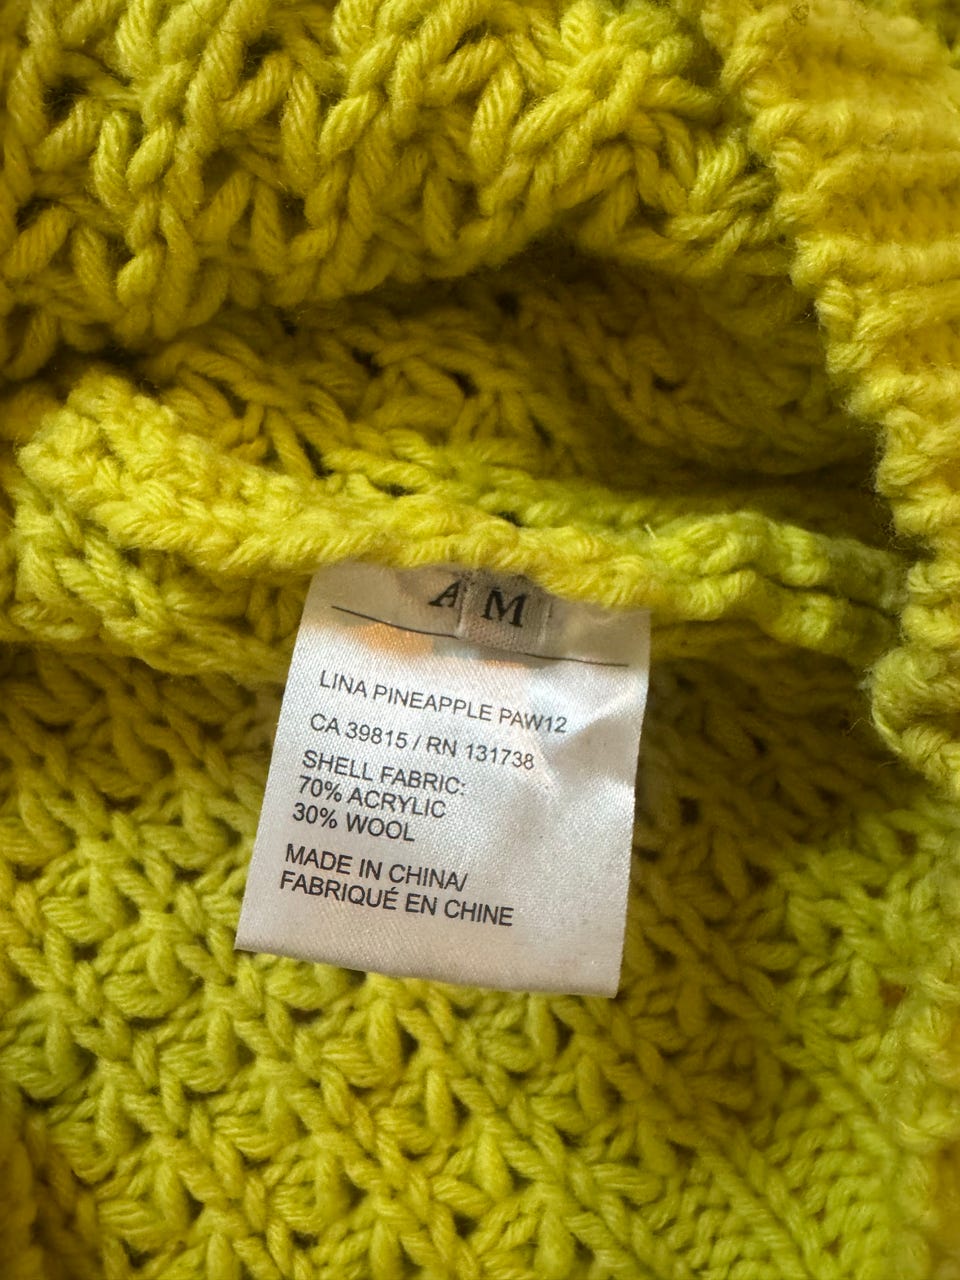 M
LINA PINEAPPLE PAW12
CA 39815 / RN 131738
SHELL FABRIC:
70% ACRYLIC
30% WOOL
MADE IN CHINA/
FABRIQUÉ EN CHINE